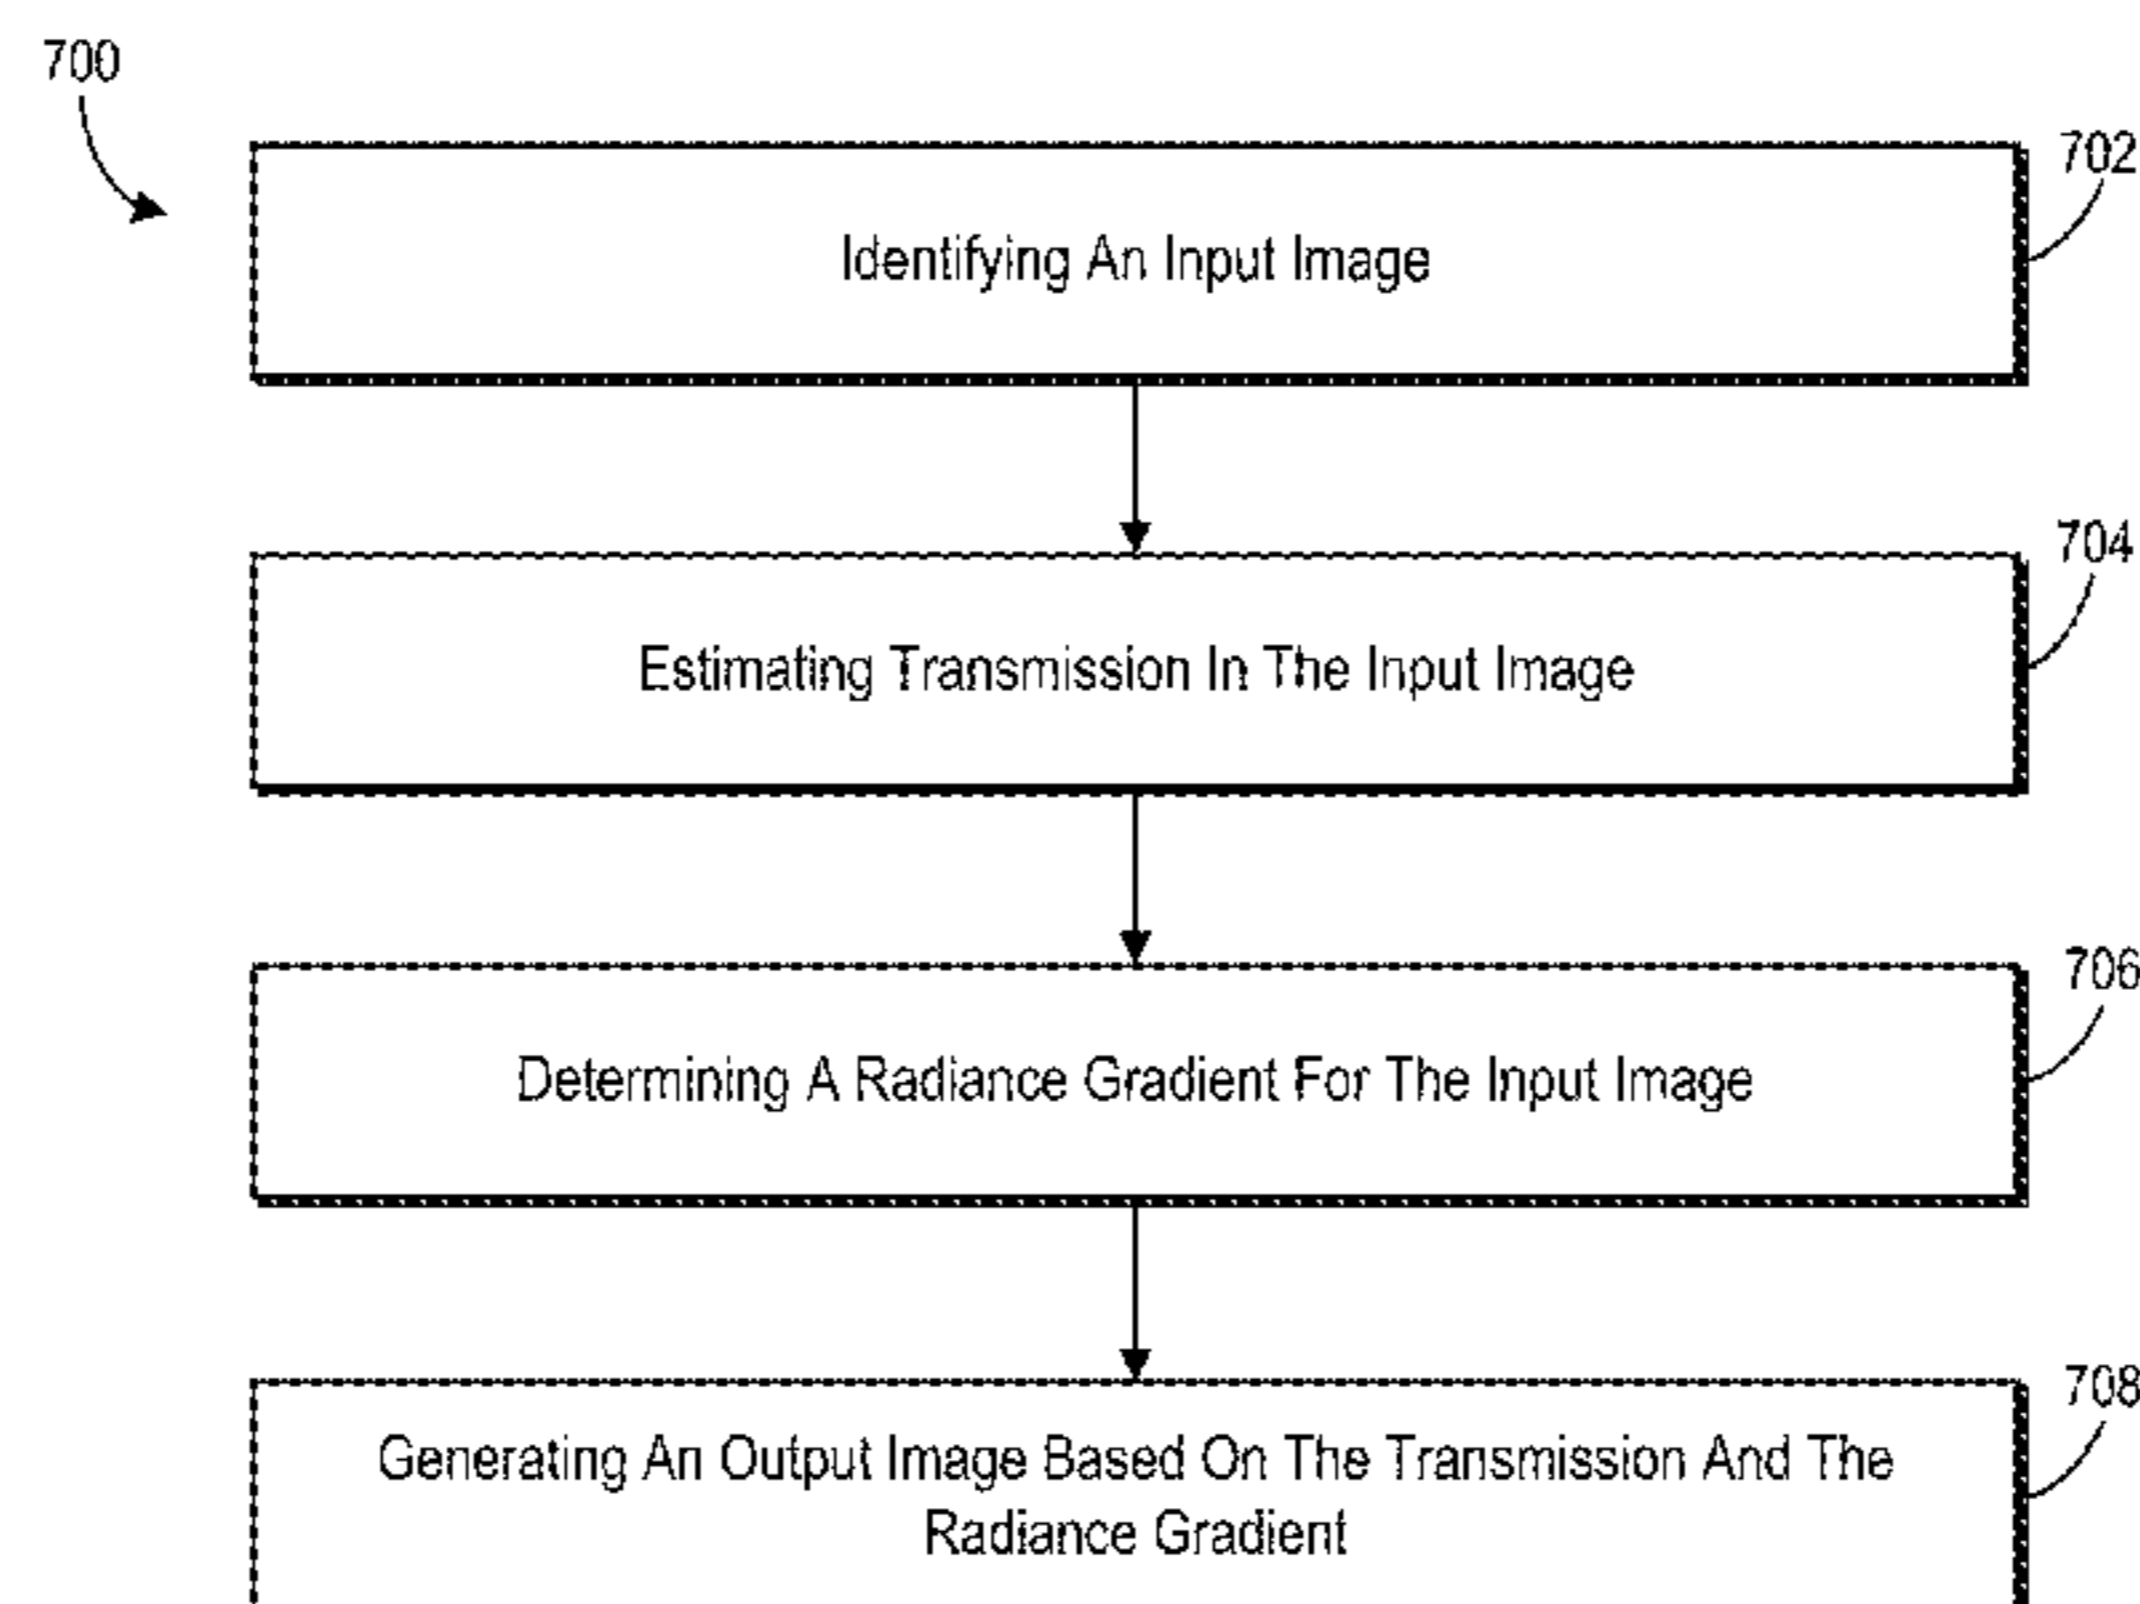 700
702
Identifying An Input Image
704
Estimating Transmission In The Input Image
706
Determining A Radiance Gradient For The Input Image
708
Generating An Output Image Based On The Transmission And The
Radiance Gradient